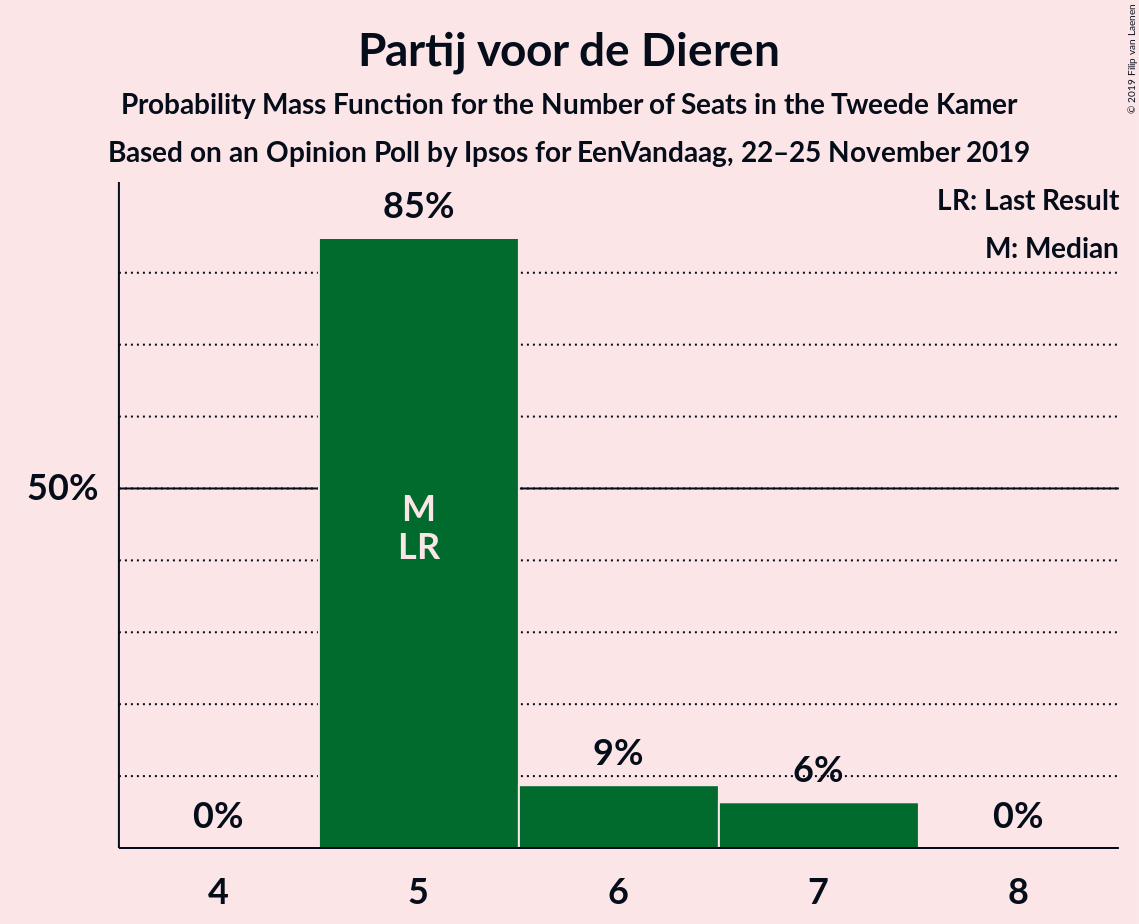 Partij voor de Dieren
Probability Mass Function for the Number of Seats in the Tweede Kamer
Based on an Opinion Poll by Ipsos for EenVandaag, 22–25 November 2019
© 2019 Filip van Laenen
LR: Last Result
M: Median
85%
50%
M
LR
9%
6%
0%
0%
4
5
6
7
8